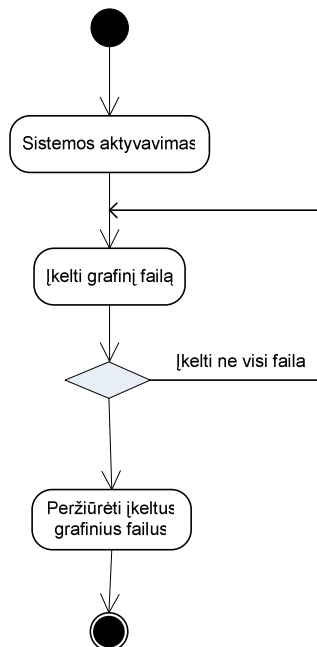 Sistemos aktyvavimas
Įkelti grafinį failą
Įkelti ne visi faila
Peržiūrėti įkeltus
grafinius failus